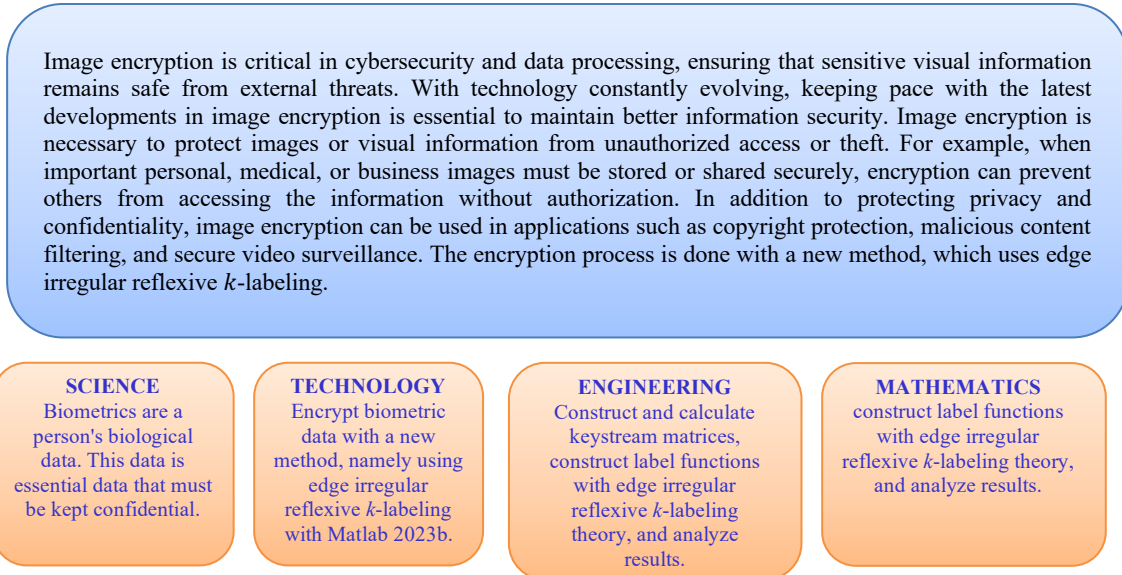 Image encryption is critical in cybersecurity and data processing, ensuring that sensitive visual information
remains safe from external threats. With technology constantly evolving, keeping pace with the latest
developments in image encryption is essential to maintain better information security. Image encryption is
necessary to protect images or visual information from unauthorized access or theft. For example, when
important personal, medical, or business images must be stored or shared securely, encryption can prevent
others from accessing the information without authorization. In addition to protecting privacy and
confidentiality, image encryption can be used in applications such as copyright protection, malicious content
filtering, and secure video surveillance. The encryption process is done with a new method, which uses edge
irregular reflexive k-labeling.
SCIENCE
Biometrics are a
person's biological
data. This data is
essential data that must
be kept confidential.
TECHNOLOGY
Encrypt biometric
data with a new
method, namely using
edge irregular
reflexive k-labeling
with Matlab 2023b.
ENGINEERING
Construct and calculate
keystream matrices,
construct label functions
with edge irregular
reflexive k-labeling
theory, and analyze
results.
MATHEMATICS
construct label functions
with edge irregular
reflexive k-labeling theory,
and analyze results.